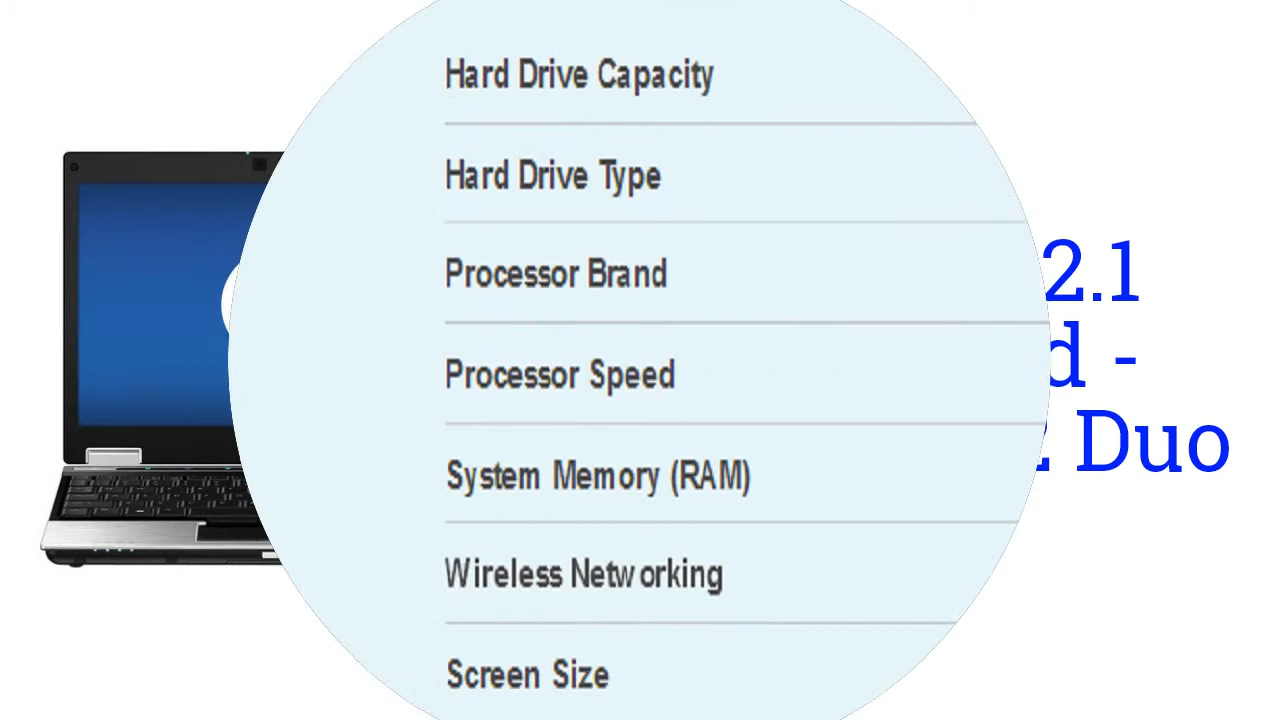 Hard Drive Capacity
Hard Drive Type
Processor Brand
Processor Speed
System Memory (RAM)
Wireless Networking
Screen Size
2.1
d -
Duo